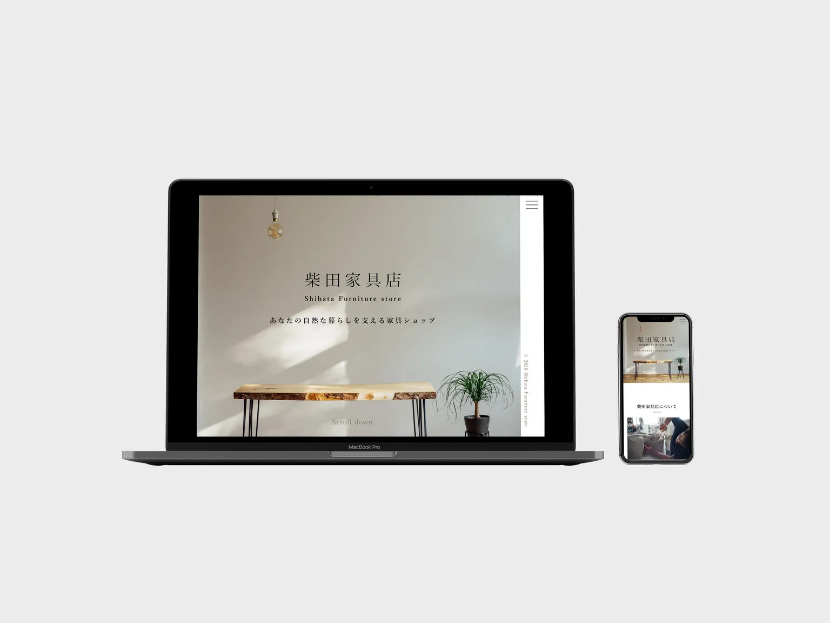 柴田家具店
Shibata Furniture store
あなたの自然な暮らしを支える家具ショップ
Scroll down
© 2021 Shibata Furniture store
MacBook Pro
柴田家具店
柴田家具店について